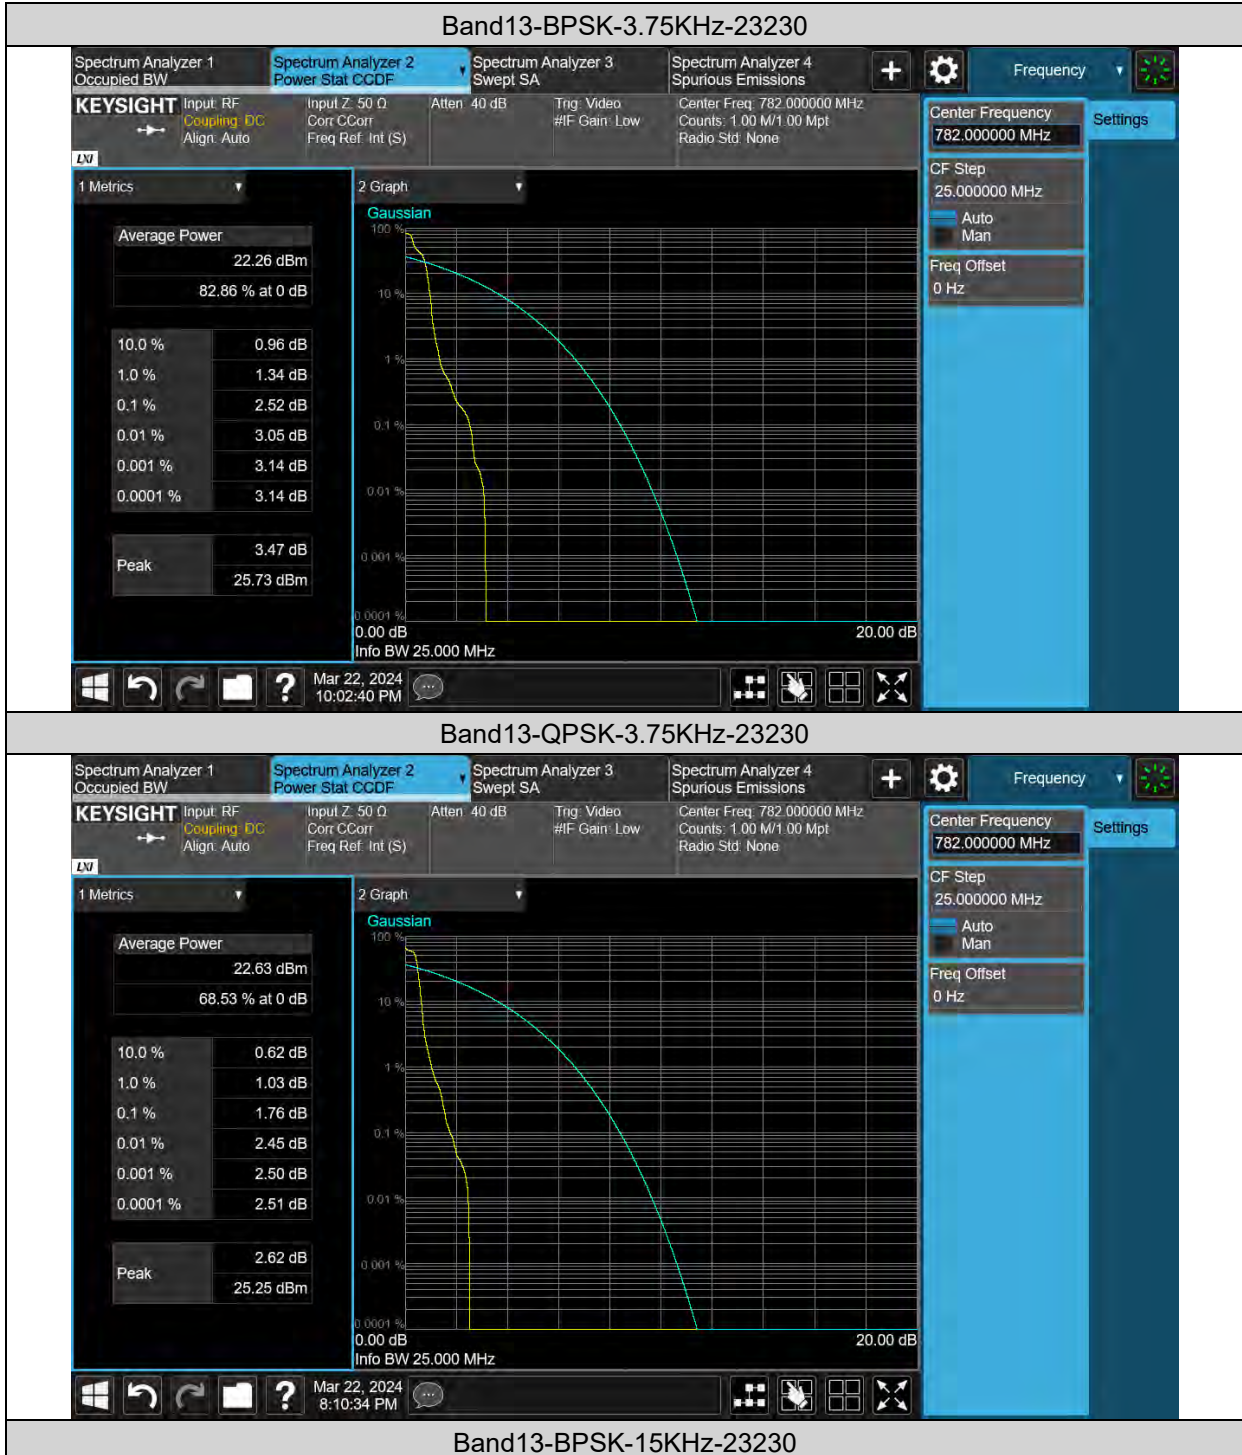 Band13-BPSK-3.75KHz-23230
Spectrum Analyzer 1
Occupied BW
Spectrum Analyzer 2
Power Stat CCDF
Spectrum Analyzer 3
Swept SA
Spectrum Analyzer 4
Spurious Emissions
Frequency
KEYSIGHT
LXI
Input: RF
Coupling: DC
Align: Auto
Input Z: 50 Ω
Corr CCorr
Freq Ref: Int (S)
Atten: 40 dB
Trig: Video
#IF Gain: Low
Center Freq: 782.000000 MHz
Counts: 1.00 M/1.00 Mpt
Radio Std: None
Center Frequency
782.000000 MHz
Settings
CF Step
25.000000 MHz
Auto
Man
Freq Offset
0 Hz
1 Metrics
Average Power
22.26 dBm
82.86 % at 0 dB
10.0 % 0.96 dB
1.0 % 1.34 dB
0.1 % 2.52 dB
0.01 % 3.05 dB
0.001 % 3.14 dB
0.0001 % 3.14 dB
Peak
3.47 dB
25.73 dBm
2 Graph
Gaussian
100 %
10 %
1 %
0.1 %
0.01 %
0.001 %
0.0001 %
0.00 dB 20.00 dB
Info BW 25.000 MHz
Mar 22, 2024
10:02:40 PM
Band13-QPSK-3.75KHz-23230
Spectrum Analyzer 1
Occupied BW
Spectrum Analyzer 2
Power Stat CCDF
Spectrum Analyzer 3
Swept SA
Spectrum Analyzer 4
Spurious Emissions
Frequency
KEYSIGHT
LXI
Input: RF
Coupling: DC
Align: Auto
Input Z: 50 Ω
Corr CCorr
Freq Ref: Int (S)
Atten: 40 dB
Trig: Video
#IF Gain: Low
Center Freq: 782.000000 MHz
Counts: 1.00 M/1.00 Mpt
Radio Std: None
Center Frequency
782.000000 MHz
Settings
CF Step
25.000000 MHz
Auto
Man
Freq Offset
0 Hz
1 Metrics
Average Power
22.63 dBm
68.53 % at 0 dB
10.0 % 0.62 dB
1.0 % 1.03 dB
0.1 % 1.76 dB
0.01 % 2.45 dB
0.001 % 2.50 dB
0.0001 % 2.51 dB
Peak
2.62 dB
25.25 dBm
2 Graph
Gaussian
100 %
10 %
1 %
0.1 %
0.01 %
0.001 %
0.0001 %
0.00 dB 20.00 dB
Info BW 25.000 MHz
Mar 22, 2024
8:10:34 PM
Band13-BPSK-15KHz-23230